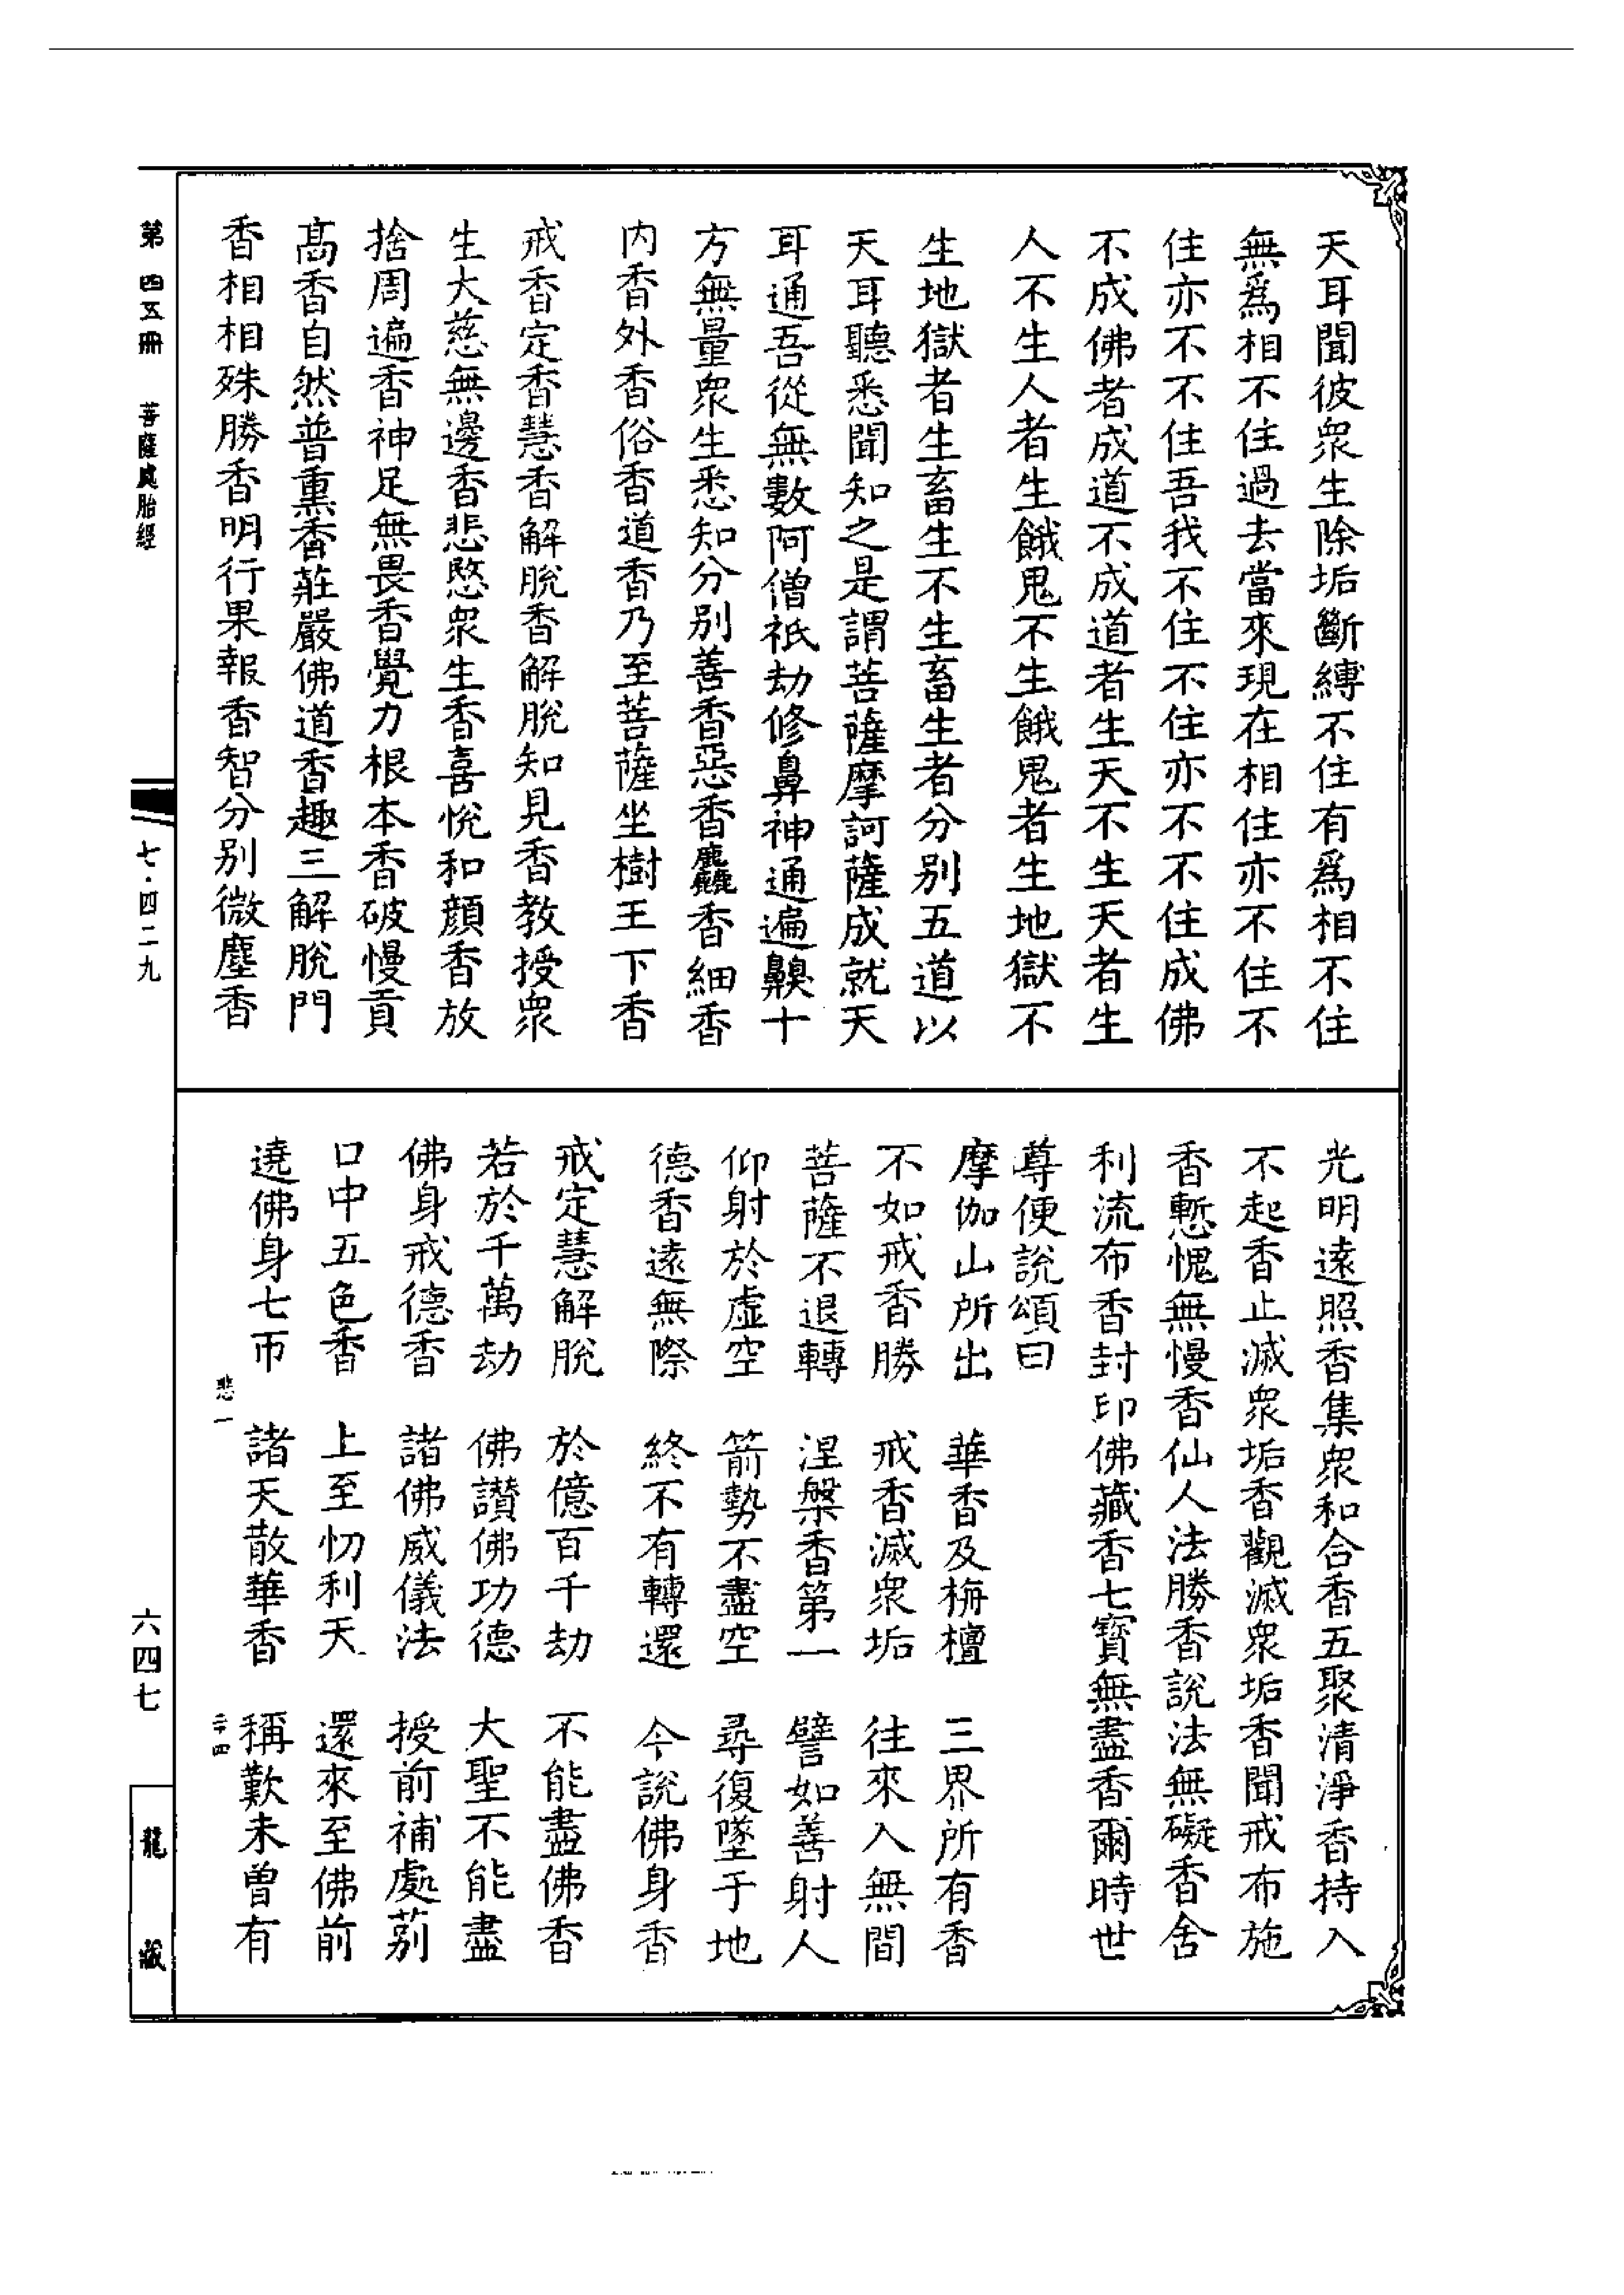 天耳聞彼眾生除垢斷縛不住有為相不住
無為相不住過去當來現在相住亦不住不
住亦不不住吾我不住不住亦不不住成佛
不成佛者成道不成道者生天不生天者生
人不生人者生餓鬼不生餓鬼者生地獄不
生地獄者生畜生不生畜生者分別五道以
天耳聽悉聞知之是謂菩薩摩訶薩成就天
耳通吾從無數阿僧祇劫修鼻神通遍齅十
方無量眾生悉知分別善香惡香麤香細香
內香外香俗香道香乃至菩薩坐樹王下香
戒香定香慧香解脫香解脫知見香教授眾
生大慈無邊香悲愍眾生香喜悅和顏香放
捨周遍香神足無畏香覺力根本香破慢貢
高香自然普熏香莊嚴佛道香趣三解脫門
香相相殊勝香明行果報香智分別微塵香
光明遠照香集眾和合香五聚清淨香持入
不起香止滅眾垢香觀滅眾垢香聞戒布施
香慙愧無慢香仙人法勝香說法無礙香舍
利流布香封印佛藏香七寶無盡香爾時世
尊便說頌曰
摩伽山所出 華香及栴檀 三界所有香
不如戒香勝 戒香滅眾垢 往來入無間
菩薩不退轉 涅槃香第一 譬如善射人
仰射於虛空 箭勢不盡空 尋復墜于地
德香遠無際 終不有轉還 今說佛身香
戒定慧解脫 於億百千劫 不能盡佛香
若於千萬劫 佛讚佛功德 大聖不能盡
佛身戒德香 諸佛威儀法 授前補處莂
口中五色香 上至忉利天 還來至佛前
遶佛身七帀 諸天散華香 稱歎未曾有
悲一 二十四
第四五冊 菩薩處胎經
七·四二九
六四七
龍藏